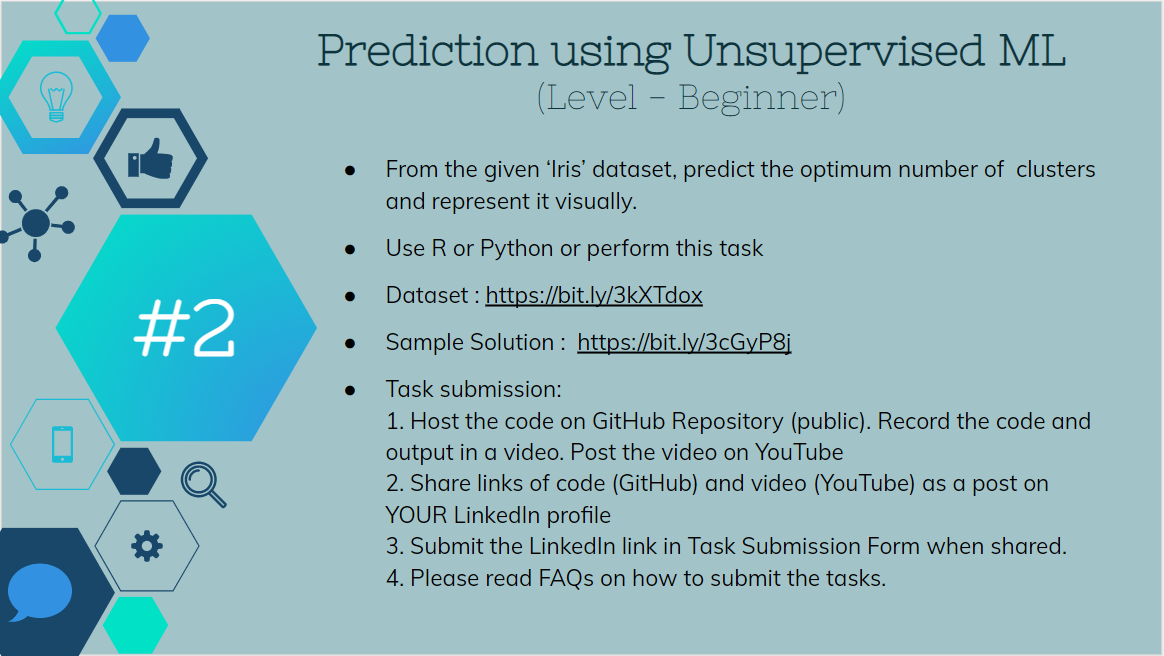 Prediction using Unsupervised ML
(Level - Beginner)
● From the given ‘Iris’ dataset, predict the optimum number of clusters
and represent it visually.
● Use R or Python or perform this task
● Dataset : https://bit.ly/3kXTdox
● Sample Solution : https://bit.ly/3cGyP8j
● Task submission:
1. Host the code on GitHub Repository (public). Record the code and
output in a video. Post the video on YouTube
2. Share links of code (GitHub) and video (YouTube) as a post on
YOUR LinkedIn profile
3. Submit the LinkedIn link in Task Submission Form when shared.
4. Please read FAQs on how to submit the tasks.
#2